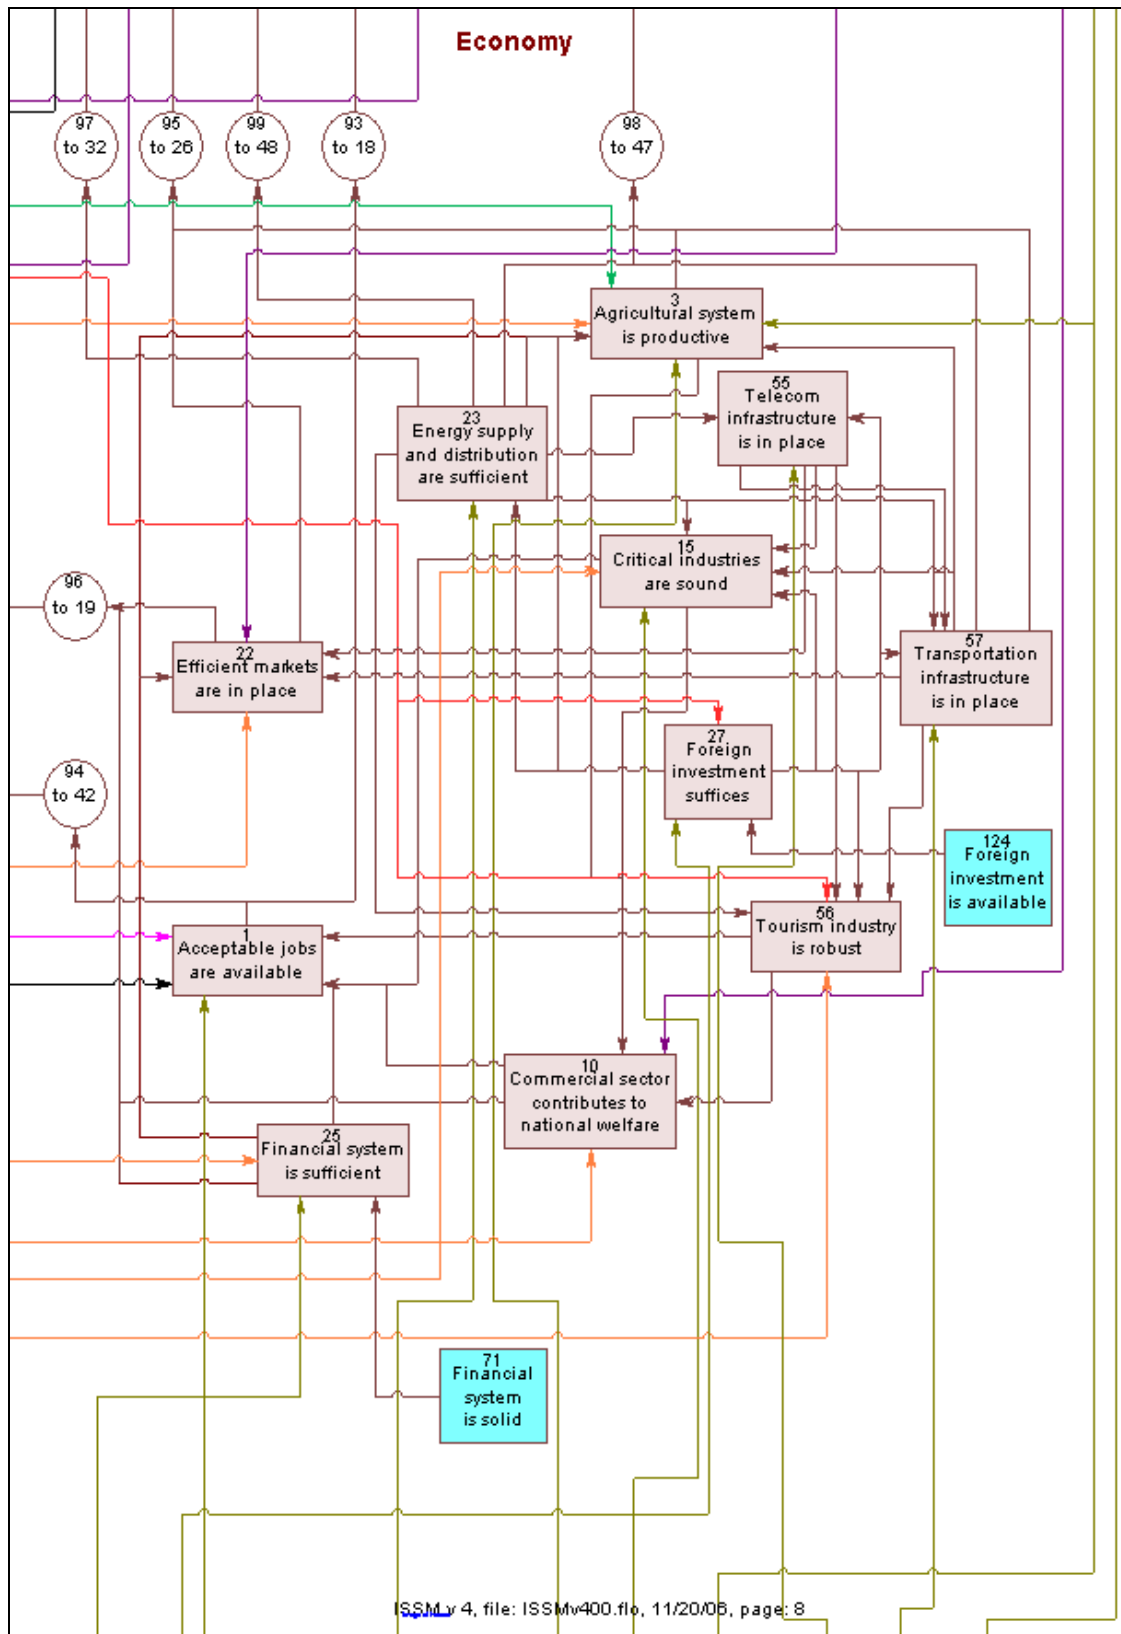 Economy
97
to 32
95
to 26
99
to 48
93
to 18
98
to 47
3
Agricultural system
is productive
55
Telecom
infrastructure
is in place
23
Energy supply
and distribution
are sufficient
15
Critical industries
are sound
96
to 19
22
Efficient markets
are in place
57
Transportation
infrastructure
is in place
27
Foreign
investment
suffices
94
to 42
124
Foreign
investment
is available
56
Tourism industry
is robust
1
Acceptable jobs
are available
10
Commercial sector
contributes to
national welfare
25
Financial system
is sufficient
71
Financial
system
is solid
ISSM v 4, file: ISSMv400.flo, 11/20/06, page: 8